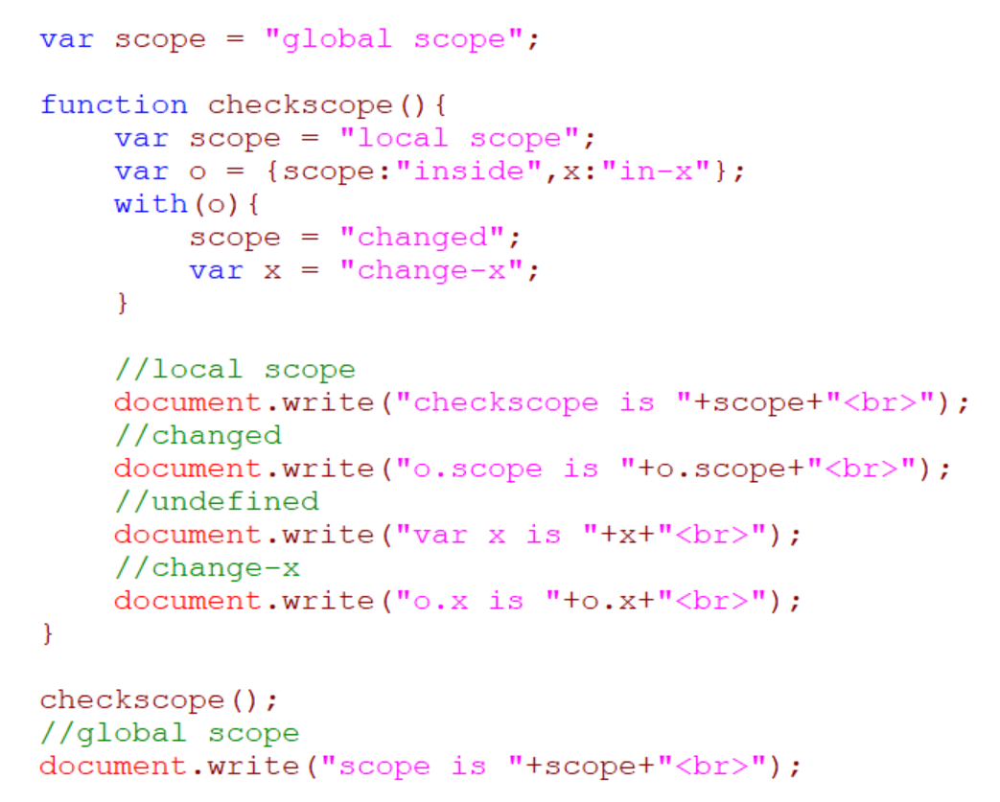 var scope = "global scope";
function checkscope(){
var scope = "local scope";
var o = {scope:"inside",x:"in-x"};
with(o){
scope = "changed";
var x = "change-x";
}
//local scope
document.write("checkscope is "+scope+"<br>");
//changed
document.write("o.scope is "+o.scope+"<br>");
//undefined
document.write("var x is "+x+"<br>");
//change-x
document.write("o.x is "+o.x+"<br>");
}
checkscope();
//global scope
document.write("scope is "+scope+"<br>");